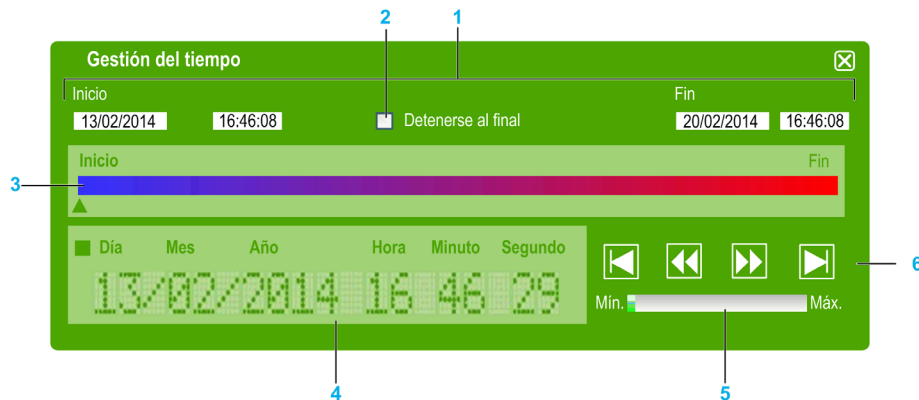 2 1
Gestión del tiempo
Inicio Fin
13/02/2014 16:46:08 Detenerse al final 20/02/2014 16:46:08
Inicio Fin
3
Día Mes Año Hora Minuto Segundo
13/02/2014 16 46 29
6
Mín. Máx.
4 5